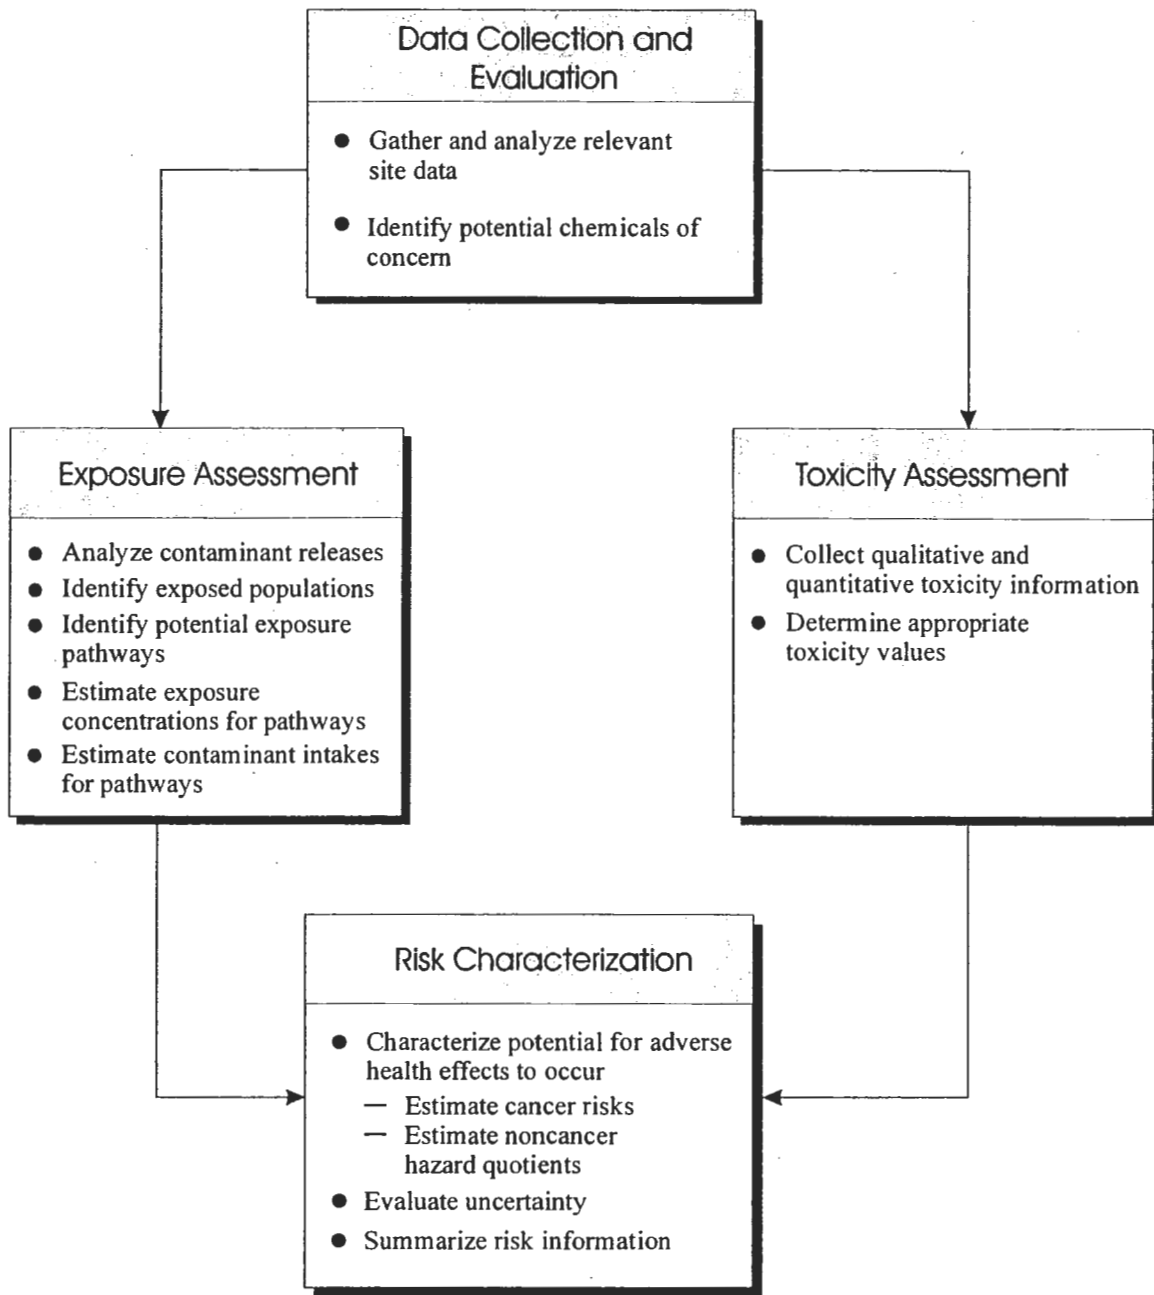 Data Collection and
Evaluation
● Gather and analyze relevant
site data
● Identify potential chemicals of
concern
Exposure Assessment
● Analyze contaminant releases
● Identify exposed populations
● Identify potential exposure
pathways
● Estimate exposure
concentrations for pathways
● Estimate contaminant intakes
for pathways
Toxicity Assessment
● Collect qualitative and
quantitative toxicity information
● Determine appropriate
toxicity values
Risk Characterization
● Characterize potential for adverse
health effects to occur
— Estimate cancer risks
— Estimate noncancer
hazard quotients
● Evaluate uncertainty
● Summarize risk information